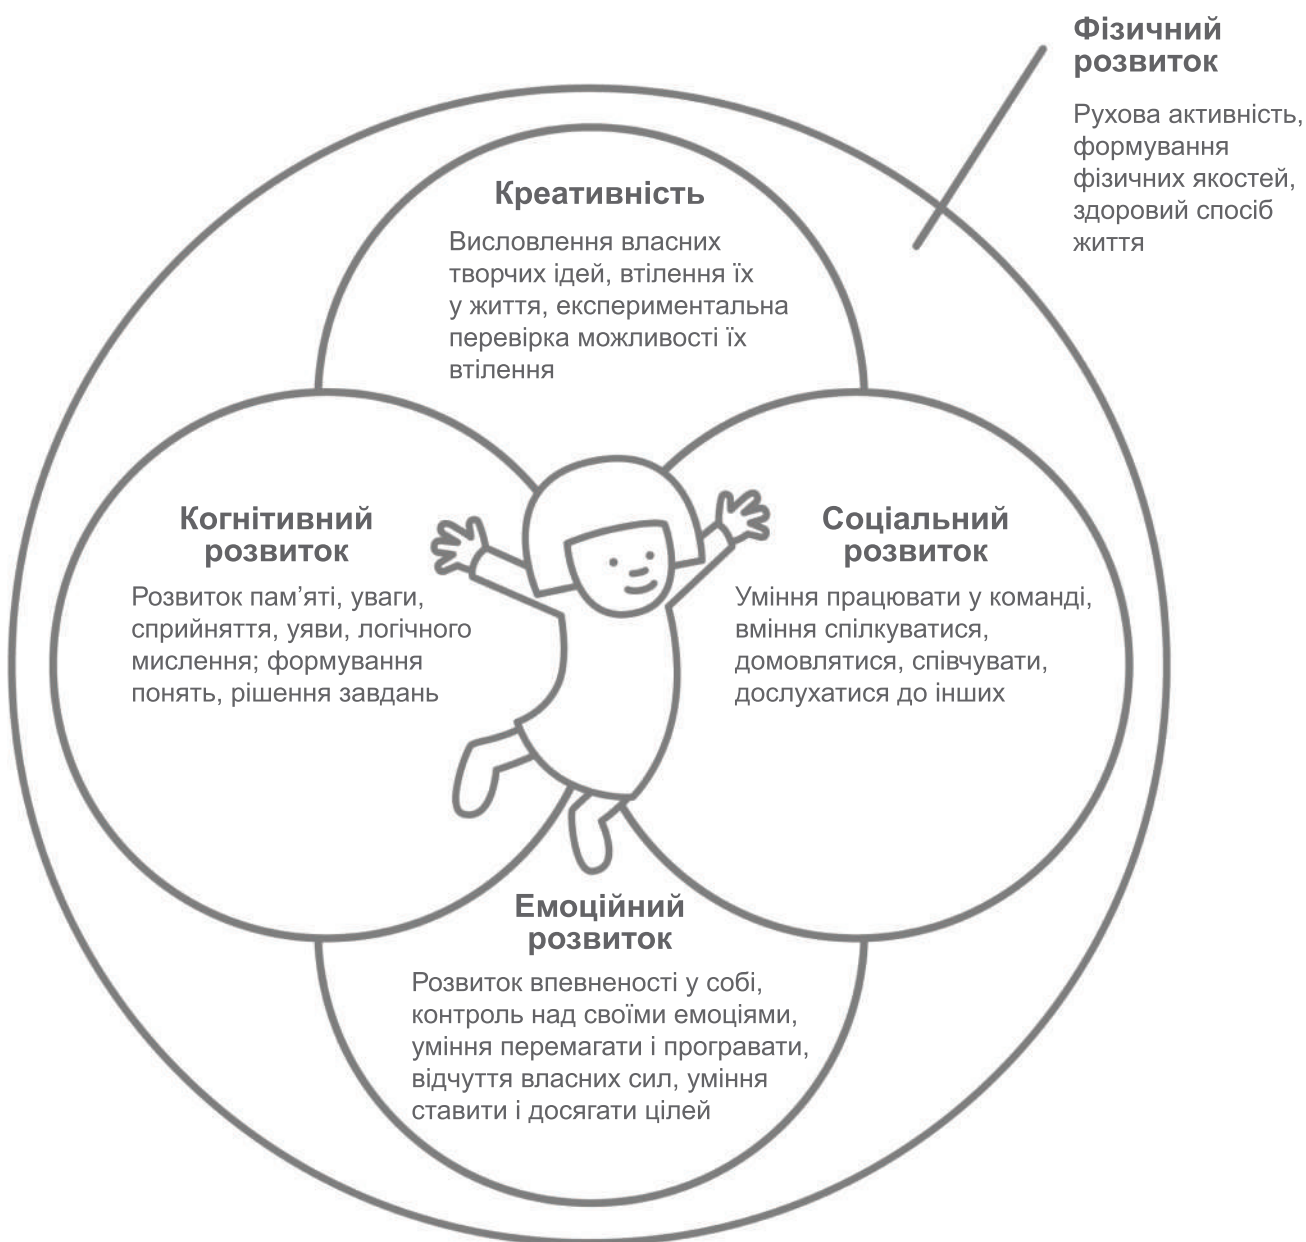 Фізичний
розвиток
Рухова активність,
формування
фізичних якостей,
здоровий спосіб
життя
Креативність
Висловлення власних
творчих ідей, втілення їх
у життя, експериментальна
перевірка можливості їх
втілення
Когнітивний
розвиток
Розвиток пам’яті, уваги,
сприйняття, уяви, логічного
мислення; формування
понять, рішення завдань
Соціальний
розвиток
Уміння працювати у команді,
вміння спілкуватися,
домовлятися, співчувати,
дослухатися до інших
Емоційний
розвиток
Розвиток впевненості у собі,
контроль над своїми емоціями,
уміння перемагати і програвати,
відчуття власних сил, уміння
ставити і досягати цілей